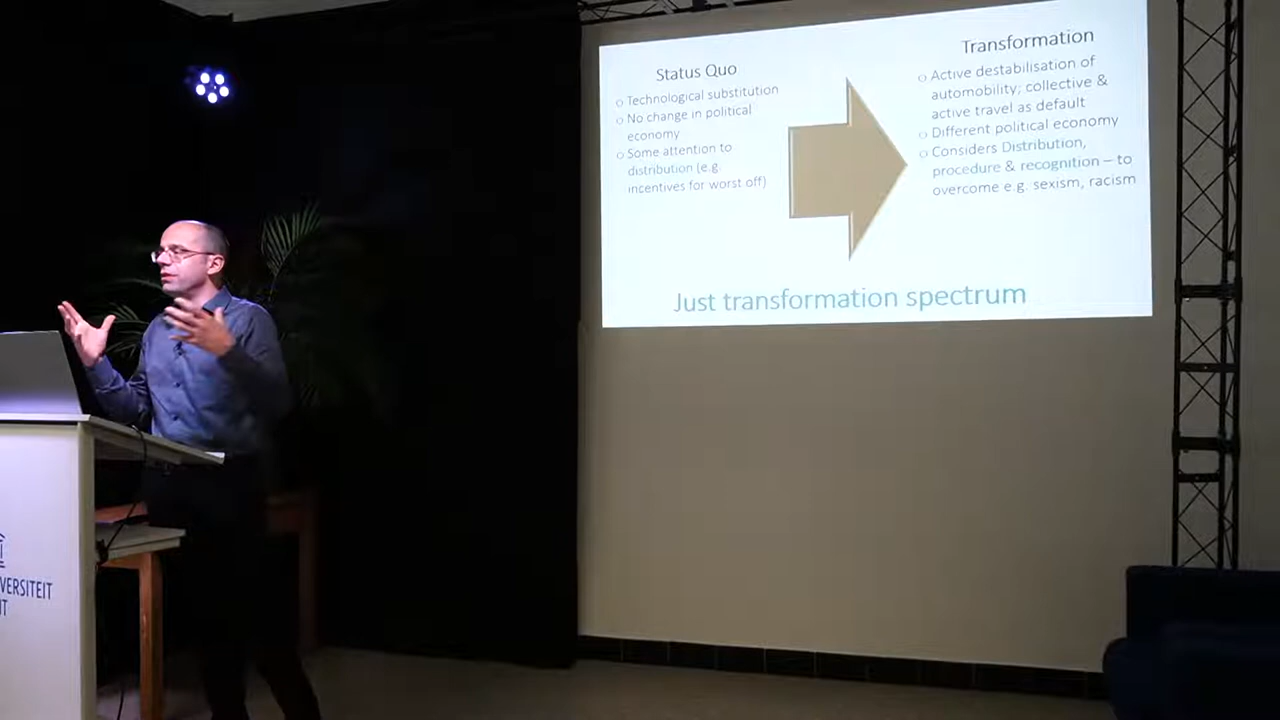 Status Quo
o Technological substitution
o No change in political
economy
o Some attention to
distribution (e.g.
incentives for worst off)
Transformation
o Active destabilisation of
automobility; collective &
active travel as default
o Different political economy
o Considers Distribution,
procedure & recognition – to
overcome e.g. sexism, racism
Just transformation spectrum
VERSITEIT
T